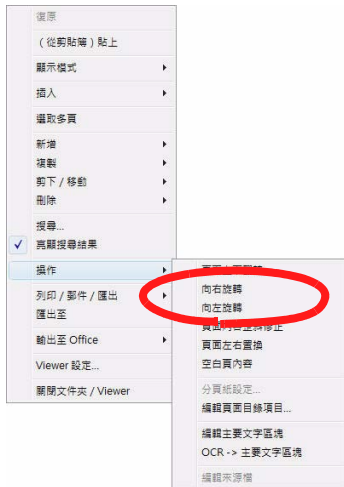 復原
（從剪貼簿）貼上
顯示模式
插入
選取多頁
新增
複製
剪下 / 移動
刪除
搜尋...
亮顯搜尋結果
操作
列印 / 郵件 / 匯出
匯出至
輸出至 Office
Viewer 設定...
關閉文件夾 / Viewer
向右旋轉
向左旋轉
頁面左右置換
空白頁內容
分頁紙設定...
編輯頁面目錄項目...
編輯主要文字區塊
OCR -> 主要文字區塊
編輯來源檔